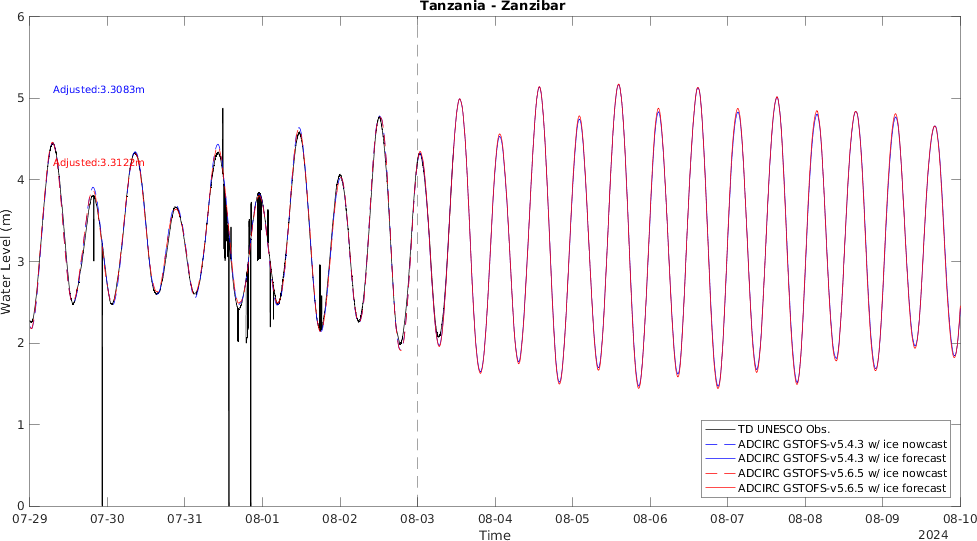 Tanzania - Zanzibar
6
5
4
3
2
1
0
Water Level (m)
Adjusted:3.3083m
Adjusted:3.3122m
TD UNESCO Obs.
ADCIRC GSTOFS-v5.4.3 w/ ice nowcast
ADCIRC GSTOFS-v5.4.3 w/ ice forecast
ADCIRC GSTOFS-v5.6.5 w/ ice nowcast
ADCIRC GSTOFS-v5.6.5 w/ ice forecast
07-29 07-30 07-31 08-01 08-02 08-03 08-04 08-05 08-06 08-07 08-08 08-09 08-10
Time
2024